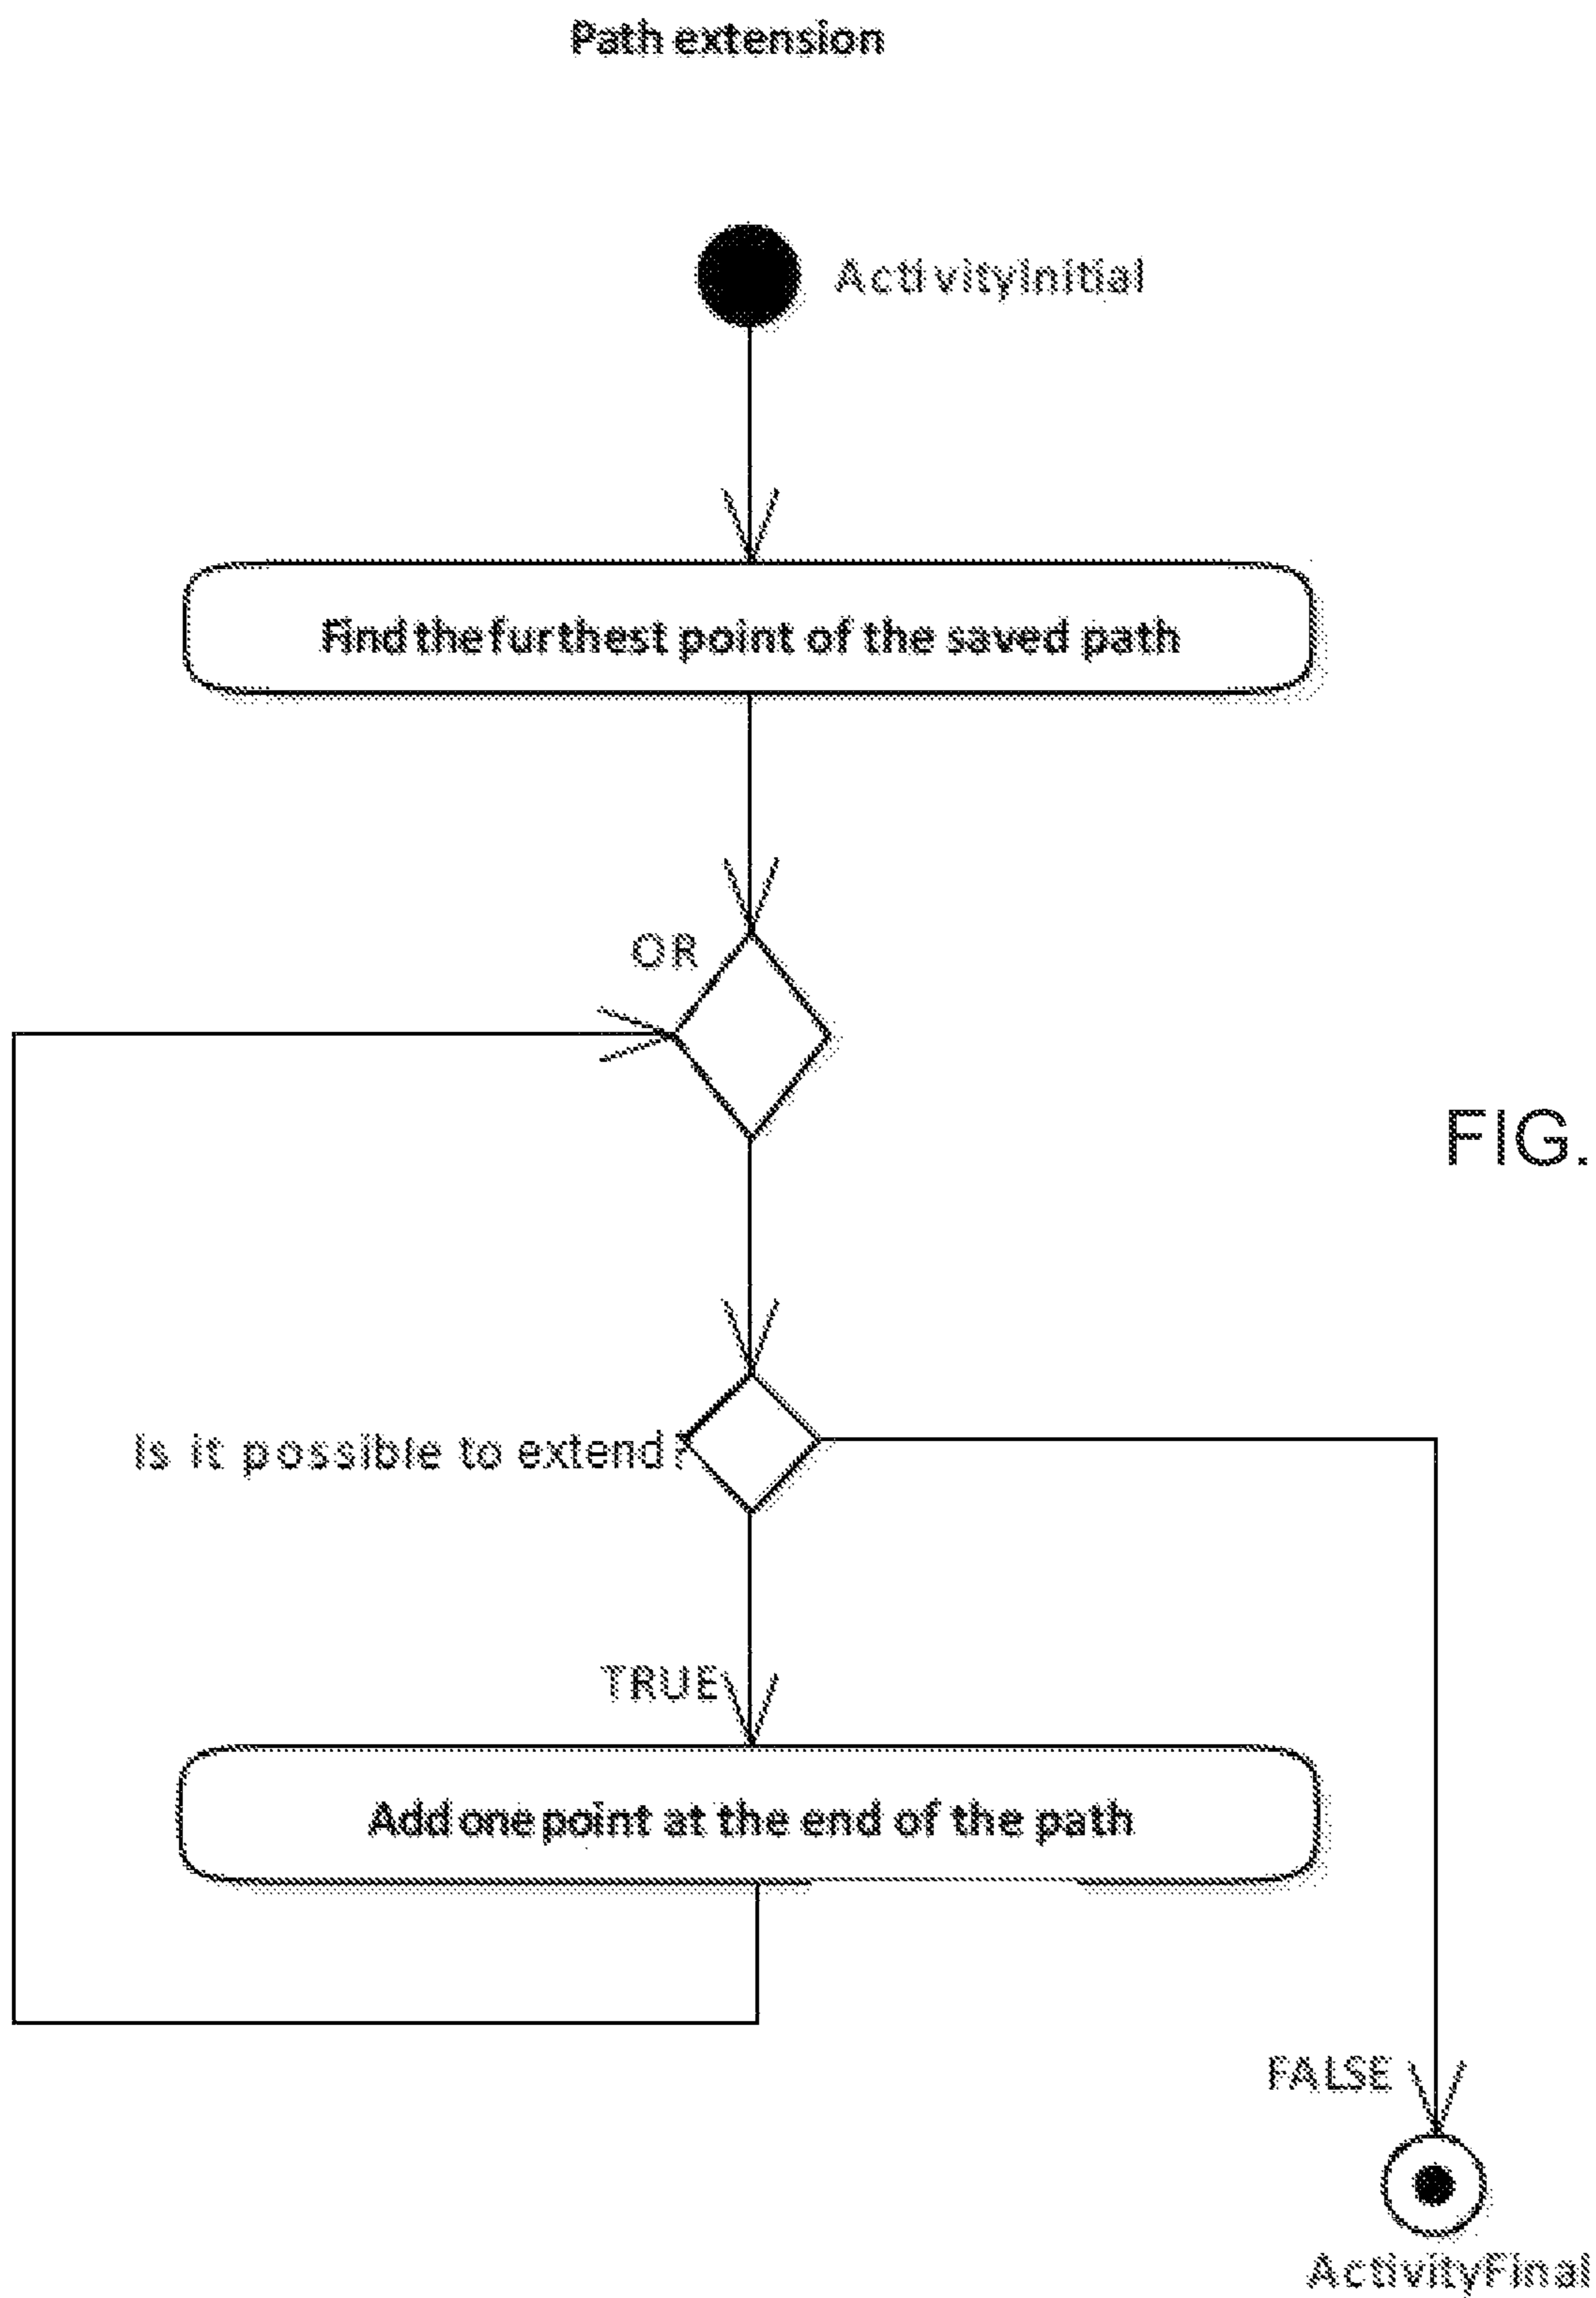 Path extension
ActivityInitial
Find the furthest point of the saved path
OR
FIG.
Is it possible to extend?
TRUE
Add one point at the end of the path
FALSE
ActivityFinal